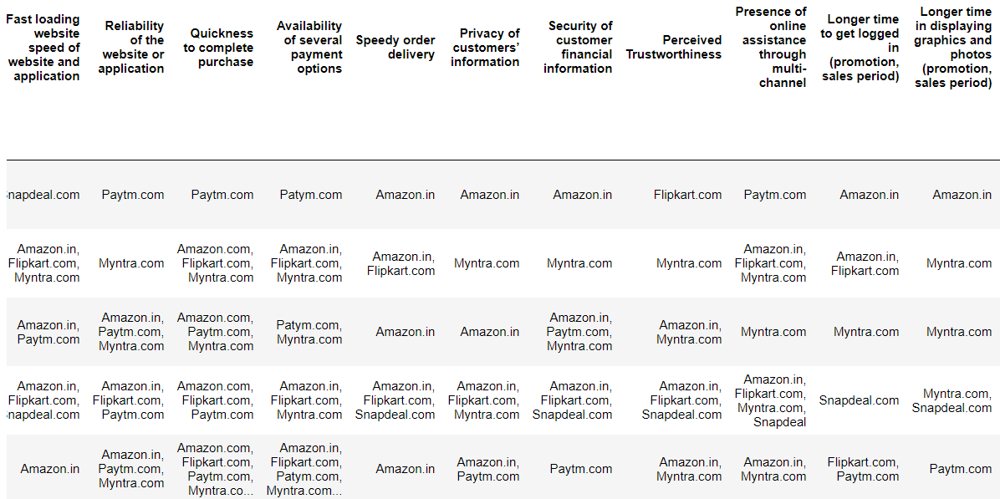 Fast loading
website
speed of
website and
application
Reliability
of the
website or
application
Quickness
to complete
purchase
Availability
of several
payment
options
Speedy order
delivery
Privacy of
customers’
information
Security of
customer
financial
information
Perceived
Trustworthiness
Presence of
online
assistance
through
multi-
channel
Longer time
to get logged
in
(promotion,
sales period)
Longer time
in displaying
graphics and
photos
(promotion,
sales period)
Snapdeal.com
Paytm.com
Paytm.com
Patym.com
Amazon.in
Amazon.in
Amazon.in
Flipkart.com
Paytm.com
Amazon.in
Amazon.in
Amazon.in,
Flipkart.com,
Myntra.com
Myntra.com
Amazon.com,
Flipkart.com,
Myntra.com
Amazon.in,
Flipkart.com,
Myntra.com
Amazon.in,
Flipkart.com
Myntra.com
Myntra.com
Myntra.com
Amazon.in,
Flipkart.com,
Myntra.com
Amazon.in,
Flipkart.com
Myntra.com
Amazon.in,
Paytm.com
Amazon.in,
Paytm.com,
Myntra.com
Amazon.com,
Paytm.com,
Myntra.com
Patym.com,
Myntra.com
Amazon.in
Amazon.in
Amazon.in,
Paytm.com,
Myntra.com
Amazon.in,
Myntra.com
Myntra.com
Myntra.com
Myntra.com
Amazon.in,
Flipkart.com,
Snapdeal.com
Amazon.in,
Flipkart.com,
Paytm.com
Amazon.com,
Flipkart.com,
Paytm.com
Amazon.in,
Flipkart.com,
Myntra.com
Amazon.in,
Flipkart.com,
Snapdeal.com
Amazon.in,
Flipkart.com,
Myntra.com
Amazon.in,
Flipkart.com,
Snapdeal.com
Amazon.in,
Flipkart.com,
Snapdeal.com
Amazon.in,
Flipkart.com,
Myntra.com,
Snapdeal
Snapdeal.com
Myntra.com,
Snapdeal.com
Amazon.in
Amazon.in,
Paytm.com,
Myntra.com
Amazon.com,
Flipkart.com,
Paytm.com,
Myntra.co...
Amazon.in,
Flipkart.com,
Patym.com,
Myntra.com...
Amazon.in
Amazon.in,
Paytm.com
Paytm.com
Amazon.in,
Myntra.com
Amazon.in,
Myntra.com
Flipkart.com,
Paytm.com
Paytm.com